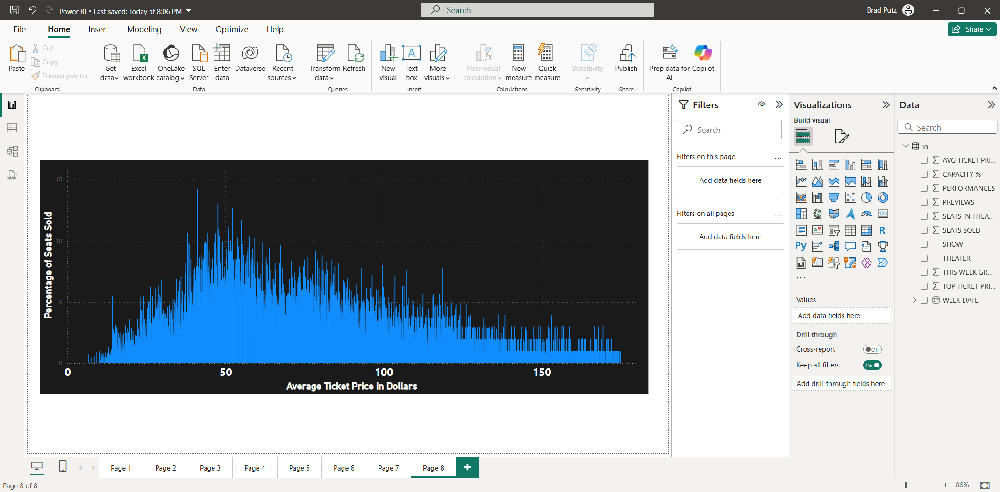 Power BI • Last saved: Today at 8:06 PM
Search
Brad Putz
File Home Insert Modeling View Optimize Help
Share
Paste
Cut
Copy
Format painter
Clipboard
Get data
Excel workbook
OneLake catalog
SQL Server
Enter data
Dataverse
Recent sources
Data
Transform data
Refresh
Queries
New visual
Text box
More visuals
Insert
New visual calculation
New measure
Quick measure
Calculations
Sensitivity
Sensitivity
Publish
Share
Prep data for AI
Copilot
Copilot
DAX
15
10
5
0
Percentage of Seats Sold
0 50 100 150
Average Ticket Price in Dollars
Filters
Search
Filters on this page ...
Add data fields here
Filters on all pages ...
Add data fields here
Visualizations
Build visual
123
R
Py
123
...
Values
Add data fields here
Drill through
Cross-report Off
Keep all filters On
Add drill-through fields here
Data
Search
in
AVG TICKET PRI...
CAPACITY %
PERFORMANCES
PREVIEWS
SEATS IN THEA...
SEATS SOLD
SHOW
THEATER
THIS WEEK GR...
TOP TICKET PRI...
WEEK DATE
Page 1 Page 2 Page 3 Page 4 Page 5 Page 6 Page 7 Page 8 +
Page 8 of 8
- + 86%